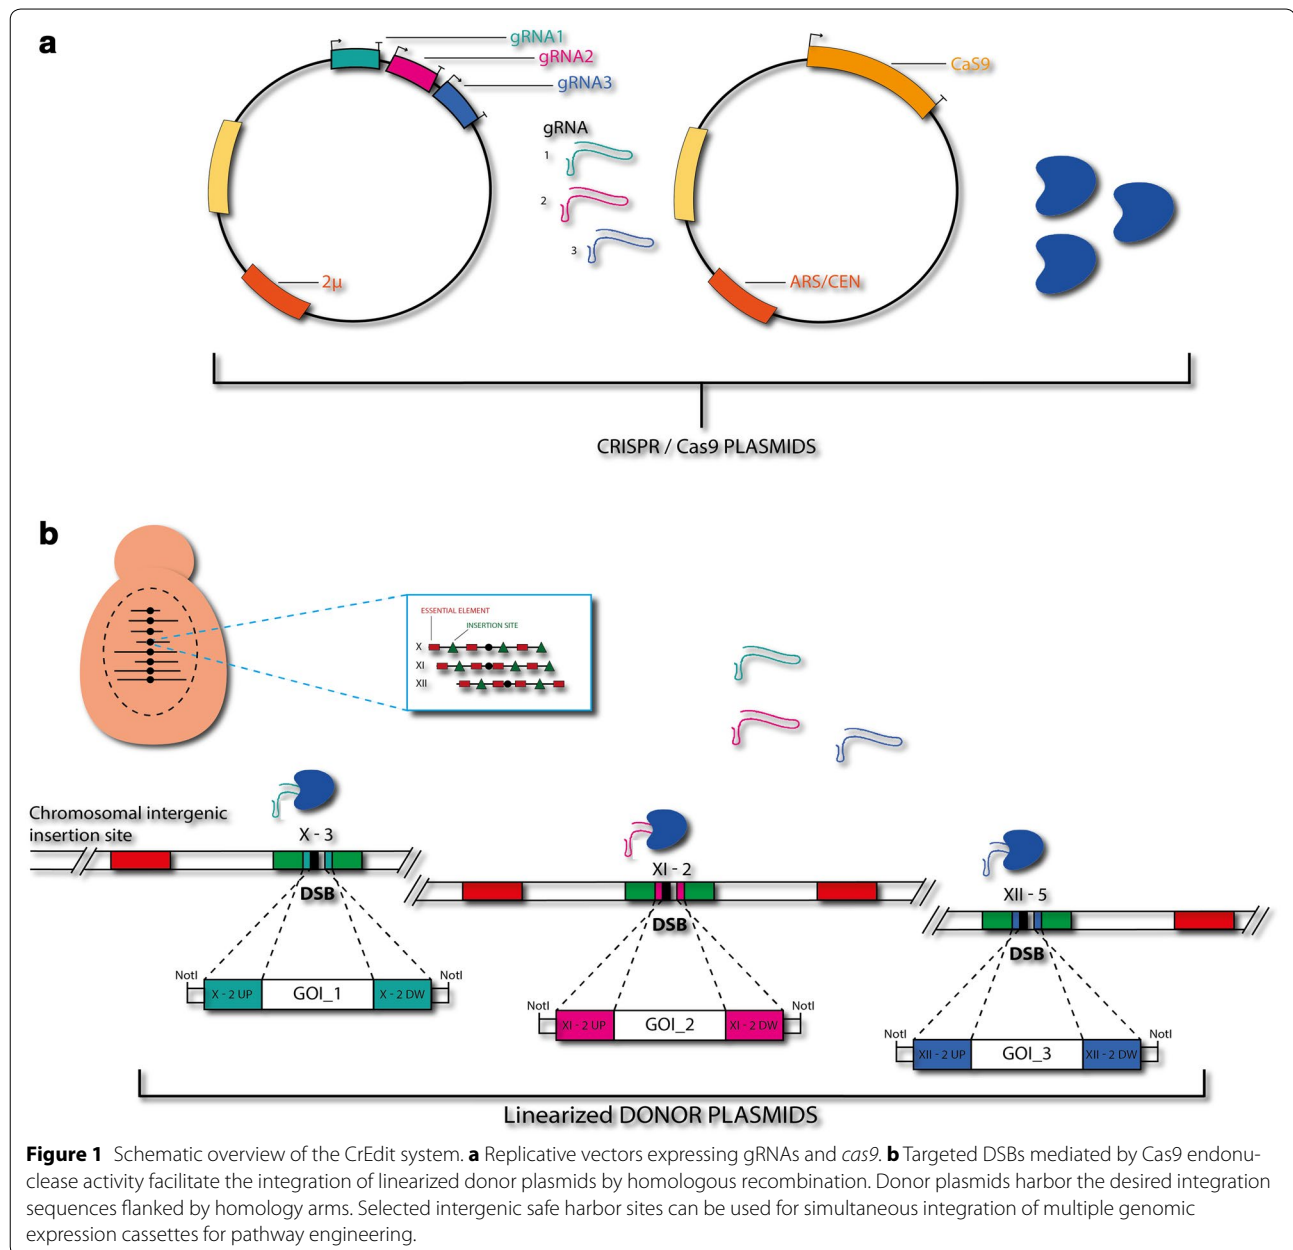 a
gRNA1
gRNA2
gRNA3
CaS9
gRNA
1
2
3
2µ
ARS/CEN
CRISPR / Cas9 PLASMIDS
b
ESSENTIAL ELEMENT
INSERTION SITE
X
XI
XII
Chromosomal intergenic
insertion site
X - 3
XI - 2
XII - 5
DSB
DSB
DSB
NotI
NotI
X - 2 UP
GOI_1
X - 2 DW
NotI
NotI
XI - 2 UP
GOI_2
XI - 2 DW
NotI
NotI
XII - 2 UP
GOI_3
XII - 2 DW
Linearized DONOR PLASMIDS
Figure 1 Schematic overview of the CrEdit system. a Replicative vectors expressing gRNAs and cas9. b Targeted DSBs mediated by Cas9 endonu-
clease activity facilitate the integration of linearized donor plasmids by homologous recombination. Donor plasmids harbor the desired integration
sequences flanked by homology arms. Selected intergenic safe harbor sites can be used for simultaneous integration of multiple genomic
expression cassettes for pathway engineering.